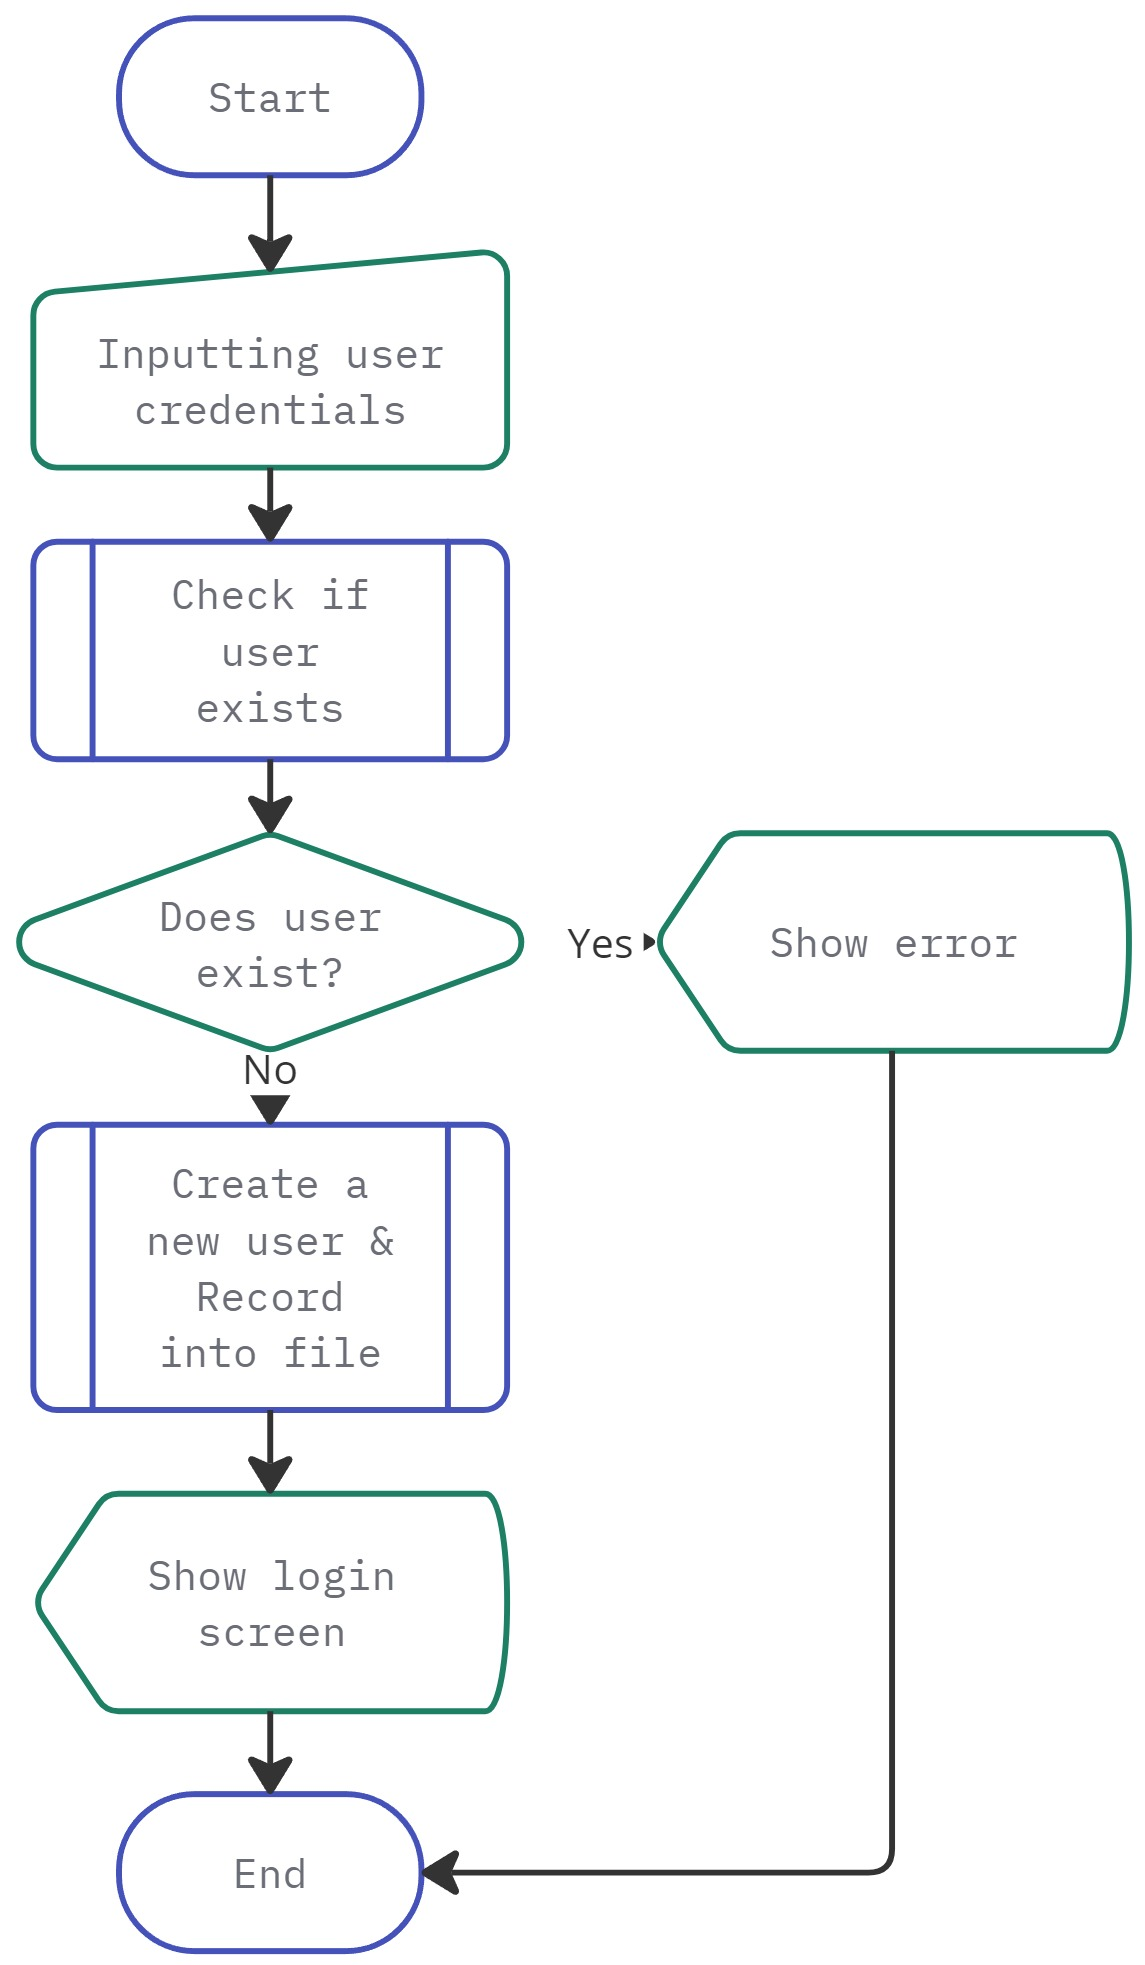 Start
Inputting user
credentials
Check if
user
exists
Does user
exist?
Yes
Show error
No
Create a
new user &
Record
into file
Show login
screen
End